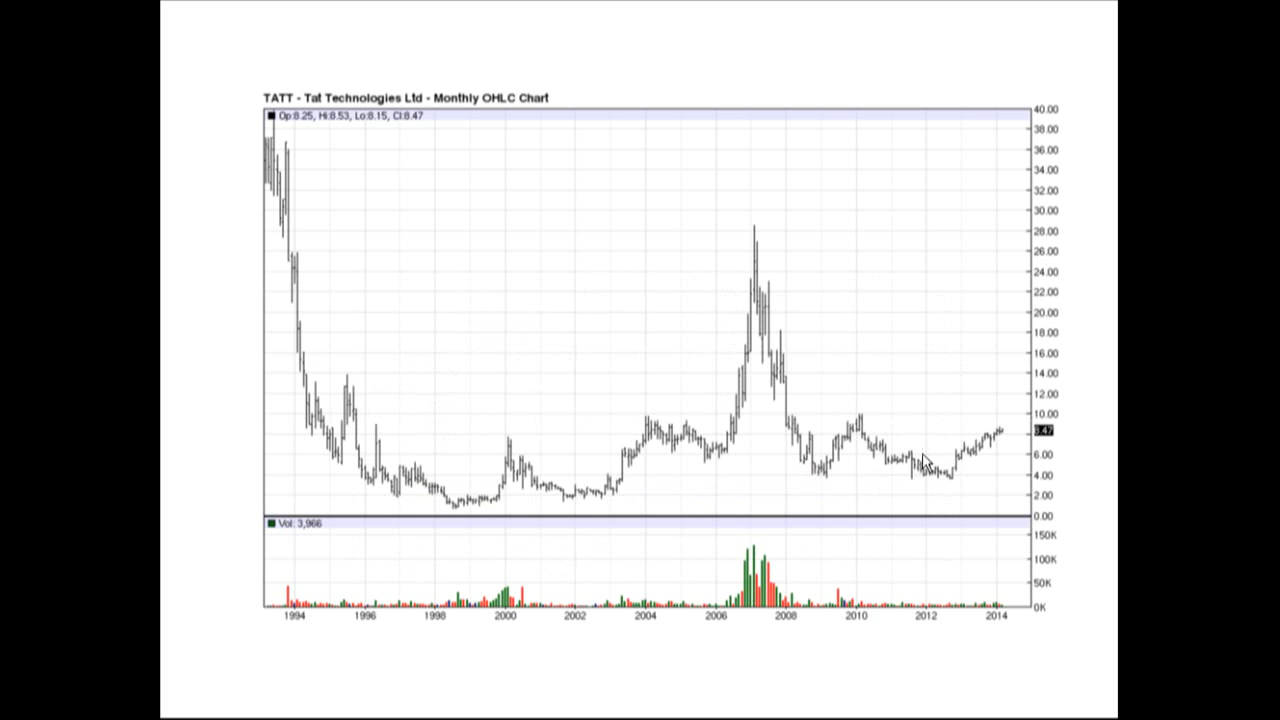 TATT - Tat Technologies Ltd - Monthly OHLC Chart
Op:8.25, Hi:8.53, Lo:8.15, Cl:8.47
40.00
38.00
36.00
34.00
32.00
30.00
28.00
26.00
24.00
22.00
20.00
18.00
16.00
14.00
12.00
10.00
8.47
6.00
4.00
2.00
0.00
Vol: 3,966
150K
100K
50K
0K
1994 1996 1998 2000 2002 2004 2006 2008 2010 2012 2014